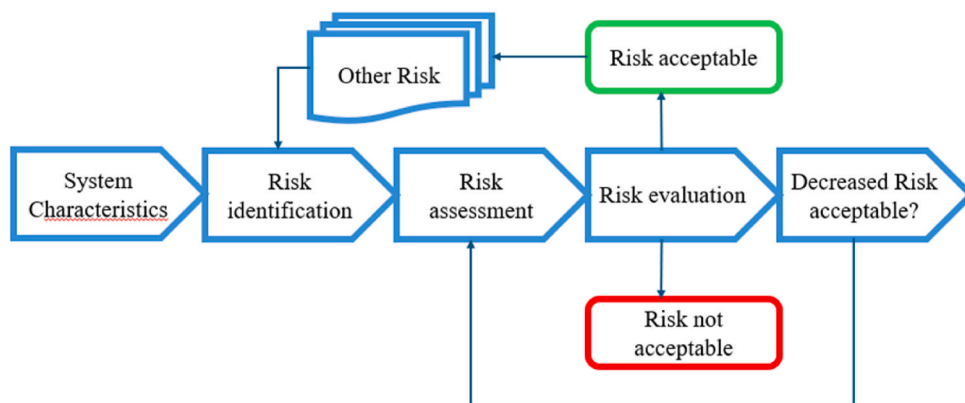 Other Risk
Risk acceptable
System
Characteristics
Risk
identification
Risk
assessment
Risk evaluation
Decreased Risk
acceptable?
Risk not
acceptable